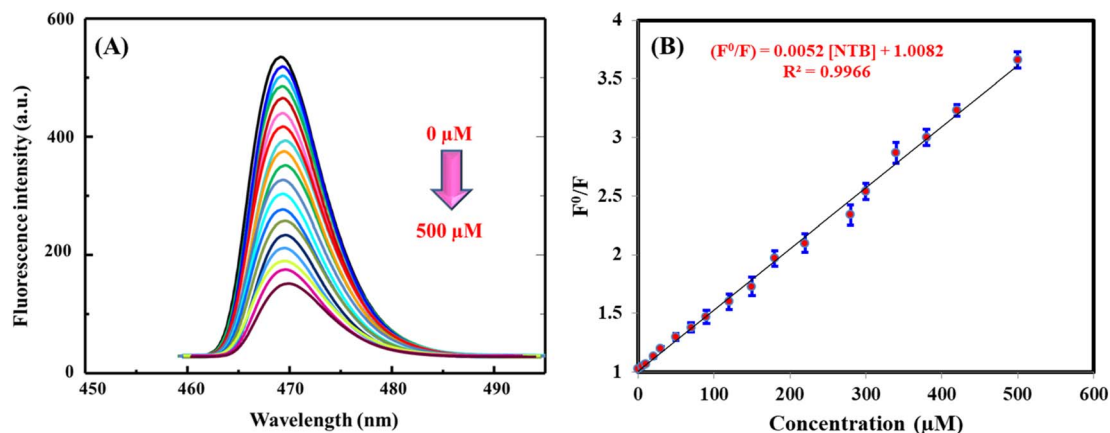 (A)
600
400
200
0
Fluorescence intensity (a.u.)
0 µM
500 µM
450
460
470
480
490
Wavelength (nm)
(B)
(F⁰/F) = 0.0052 [NTB] + 1.0082
R² = 0.9966
4
3.5
3
2.5
2
1.5
1
F⁰/F
0
100
200
300
400
500
600
Concentration (µM)